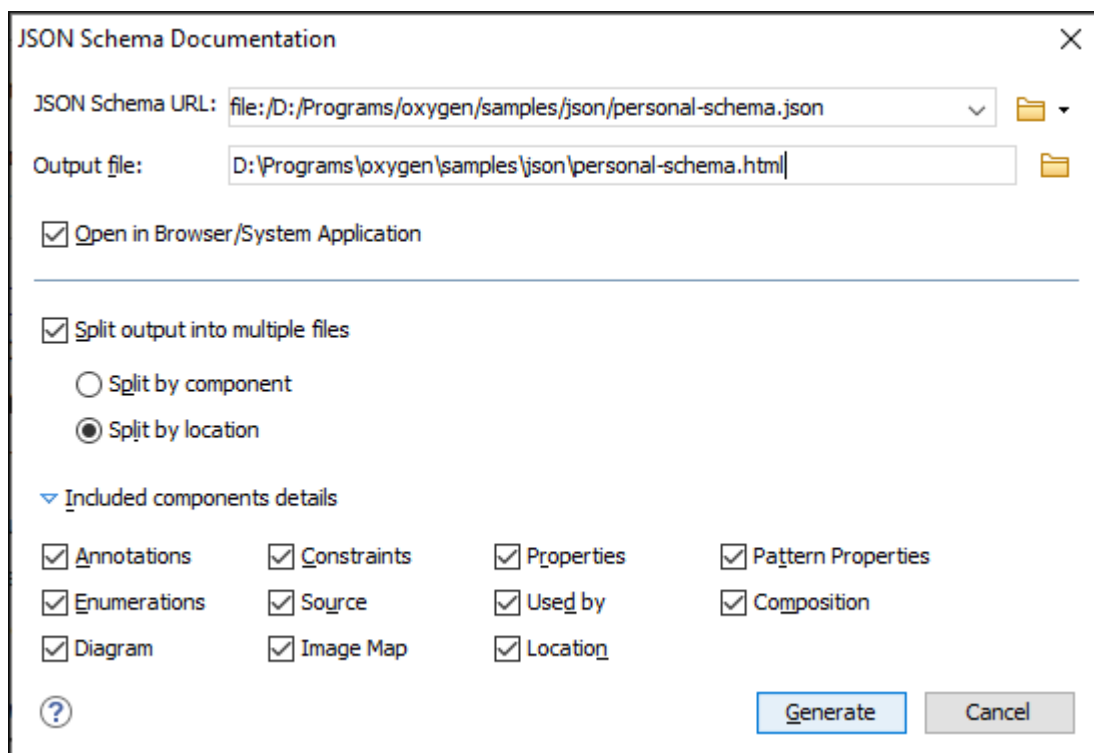 JSON Schema Documentation
JSON Schema URL: file:/D:/Programs/oxygen/samples/json/personal-schema.json
Output file: D:\Programs\oxygen\samples\json\personal-schema.html
Open in Browser/System Application
Split output into multiple files
Split by component
Split by location
Included components details
Annotations Constraints Properties Pattern Properties
Enumerations Source Used by Composition
Diagram Image Map Location
? Generate Cancel